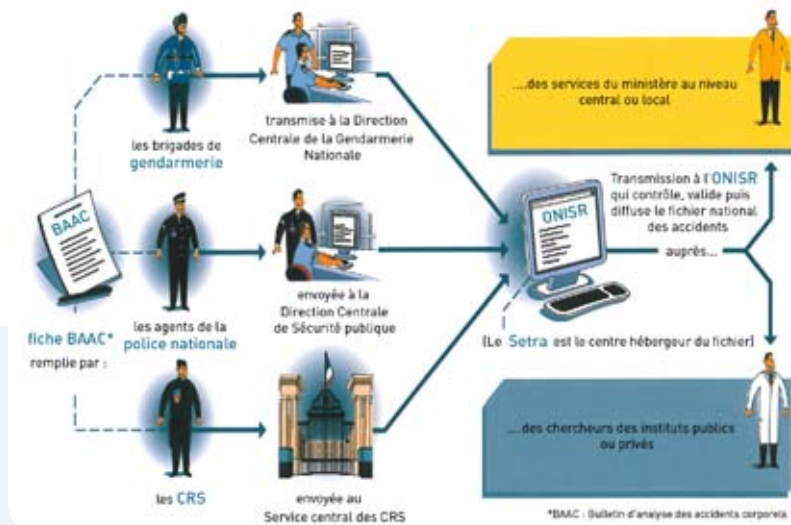 BAAC
fiche BAAC*
remplie par :
les brigades de
gendarmerie
transmise à la Direction
Centrale de la Gendarmerie
Nationale
les agents de la
police nationale
envoyée à la
Direction Centrale
de Sécurité publique
les CRS
envoyée au
Service central des CRS
ONISR
Transmission à l'ONISR
qui contrôle, valide puis
diffuse le fichier national
des accidents
auprès...
(Le Setra est le centre hébergeur du fichier)
....des services du ministère au niveau
central ou local
....des chercheurs des instituts publics
ou privés
*BAAC : Bulletin d'analyse des accidents corporels